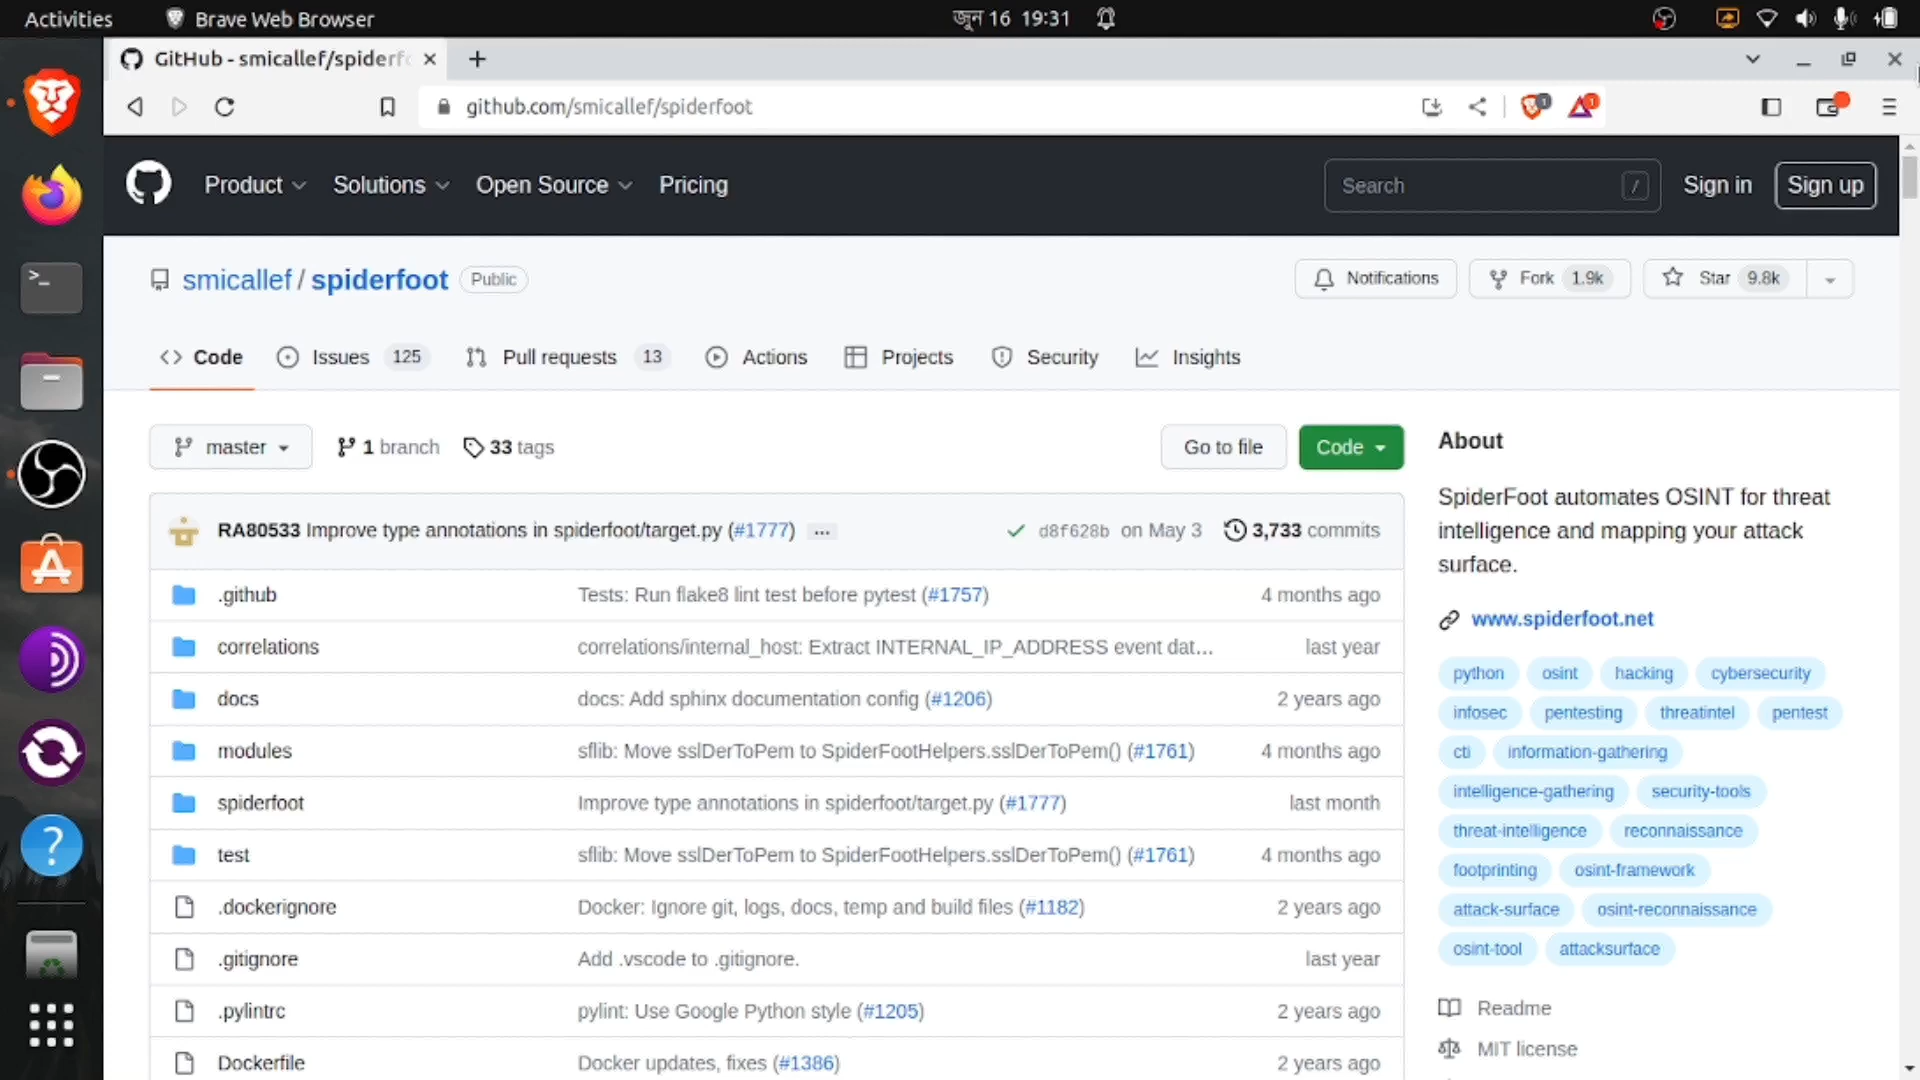 Activities Brave Web Browser जून 16 19:31
GitHub - smicallef/spiderfo
github.com/smicallef/spiderfoot 1 1
Product Solutions Open Source Pricing Search / Sign in Sign up
smicallef / spiderfoot Public Notifications Fork 1.9k Star 9.8k
Code Issues 125 Pull requests 13 Actions Projects Security Insights
master 1 branch 33 tags Go to file Code
RA80533 Improve type annotations in spiderfoot/target.py (#1777) ... d8f628b on May 3 3,733 commits
.github Tests: Run flake8 lint test before pytest (#1757) 4 months ago
correlations correlations/internal_host: Extract INTERNAL_IP_ADDRESS event dat... last year
docs docs: Add sphinx documentation config (#1206) 2 years ago
modules sflib: Move sslDerToPem to SpiderFootHelpers.sslDerToPem() (#1761) 4 months ago
spiderfoot Improve type annotations in spiderfoot/target.py (#1777) last month
test sflib: Move sslDerToPem to SpiderFootHelpers.sslDerToPem() (#1761) 4 months ago
.dockerignore Docker: Ignore git, logs, docs, temp and build files (#1182) 2 years ago
.gitignore Add .vscode to .gitignore. last year
.pylintrc pylint: Use Google Python style (#1205) 2 years ago
Dockerfile Docker updates, fixes (#1386) 2 years ago
About
SpiderFoot automates OSINT for threat
intelligence and mapping your attack
surface.
www.spiderfoot.net
python osint hacking cybersecurity
infosec pentesting threatintel pentest
cti information-gathering
intelligence-gathering security-tools
threat-intelligence reconnaissance
footprinting osint-framework
attack-surface osint-reconnaissance
osint-tool attacksurface
Readme
MIT license